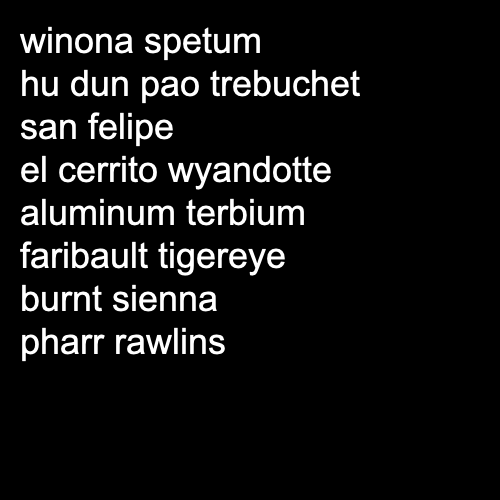 winona spetum
hu dun pao trebuchet
san felipe
el cerrito wyandotte
aluminum terbium
faribault tigereye
burnt sienna
pharr rawlins